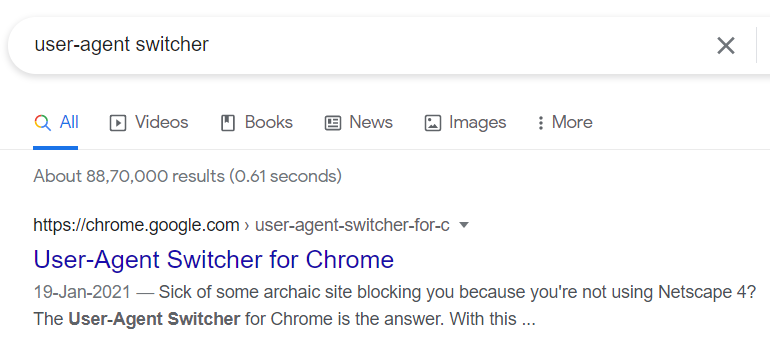 user-agent switcher
All Videos Books News Images More
About 88,70,000 results (0.61 seconds)
https://chrome.google.com › user-agent-switcher-for-c
User-Agent Switcher for Chrome
19-Jan-2021 — Sick of some archaic site blocking you because you're not using Netscape 4?
The User-Agent Switcher for Chrome is the answer. With this ...